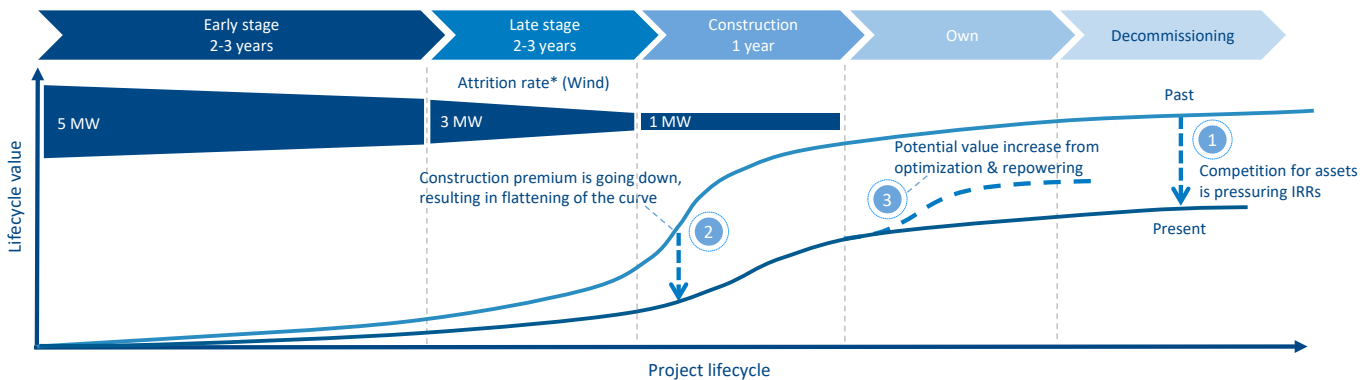 Early stage
2-3 years
Late stage
2-3 years
Construction
1 year
Own
Decommissioning
Attrition rate* (Wind)
5 MW
3 MW
1 MW
Past
1
Competition for assets
is pressuring IRRs
Potential value increase from
optimization & repowering
3
Construction premium is going down,
resulting in flattening of the curve
2
Present
Lifecycle value
Project lifecycle